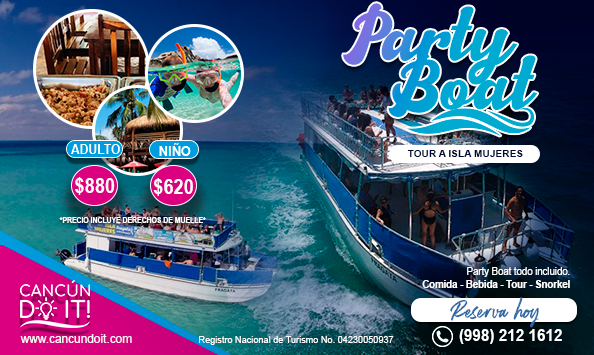 Party
Boat
TOUR A ISLA MUJERES
ADULTO
NIÑO
$880
$620
*PRECIO INCLUYE DERECHOS DE MUELLE*
FRAGATA
FRAGATA
Party Boat todo incluido.
Comida - Bebida - Tour - Snorkel
Reserva hoy
(998) 212 1612
CANCÚN
DO IT!
www.cancundoit.com
Registro Nacional de Turismo No. 04230050937